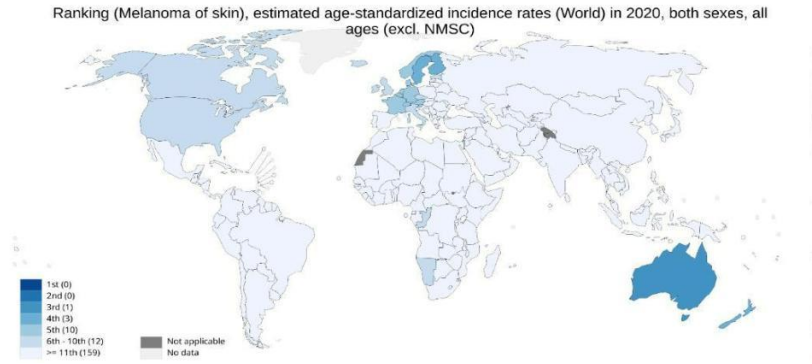 Ranking (Melanoma of skin), estimated age-standardized incidence rates (World) in 2020, both sexes, all
ages (excl. NMSC)
1st (0)
2nd (0)
3rd (1)
4th (3)
5th (10)
6th - 10th (12)
>= 11th (159)
Not applicable
No data